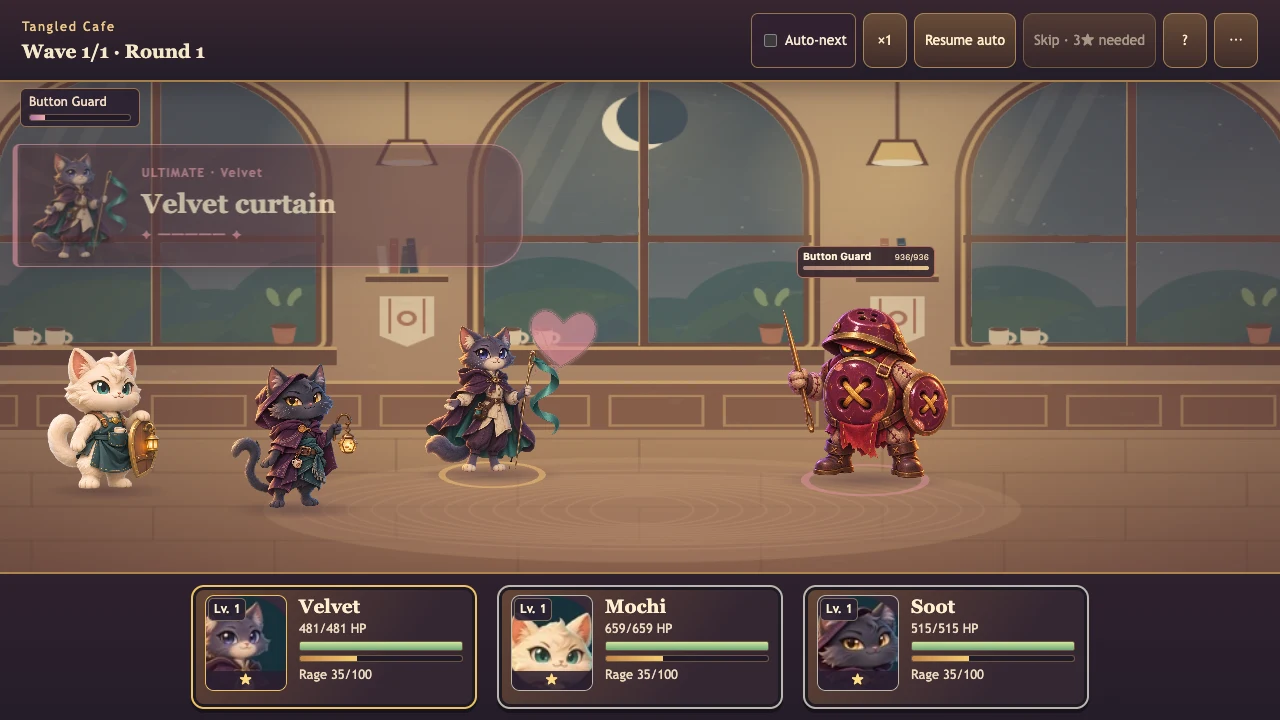 Tangled Cafe
Wave 1/1 · Round 1
Auto-next
×1
Resume auto
Skip · 3★ needed
?
···
Button Guard
ULTIMATE · Velvet
Velvet curtain
Button Guard 936/936
Lv. 1
Velvet
481/481 HP
Rage 35/100
Lv. 1
Mochi
659/659 HP
Rage 35/100
Lv. 1
Soot
515/515 HP
Rage 35/100